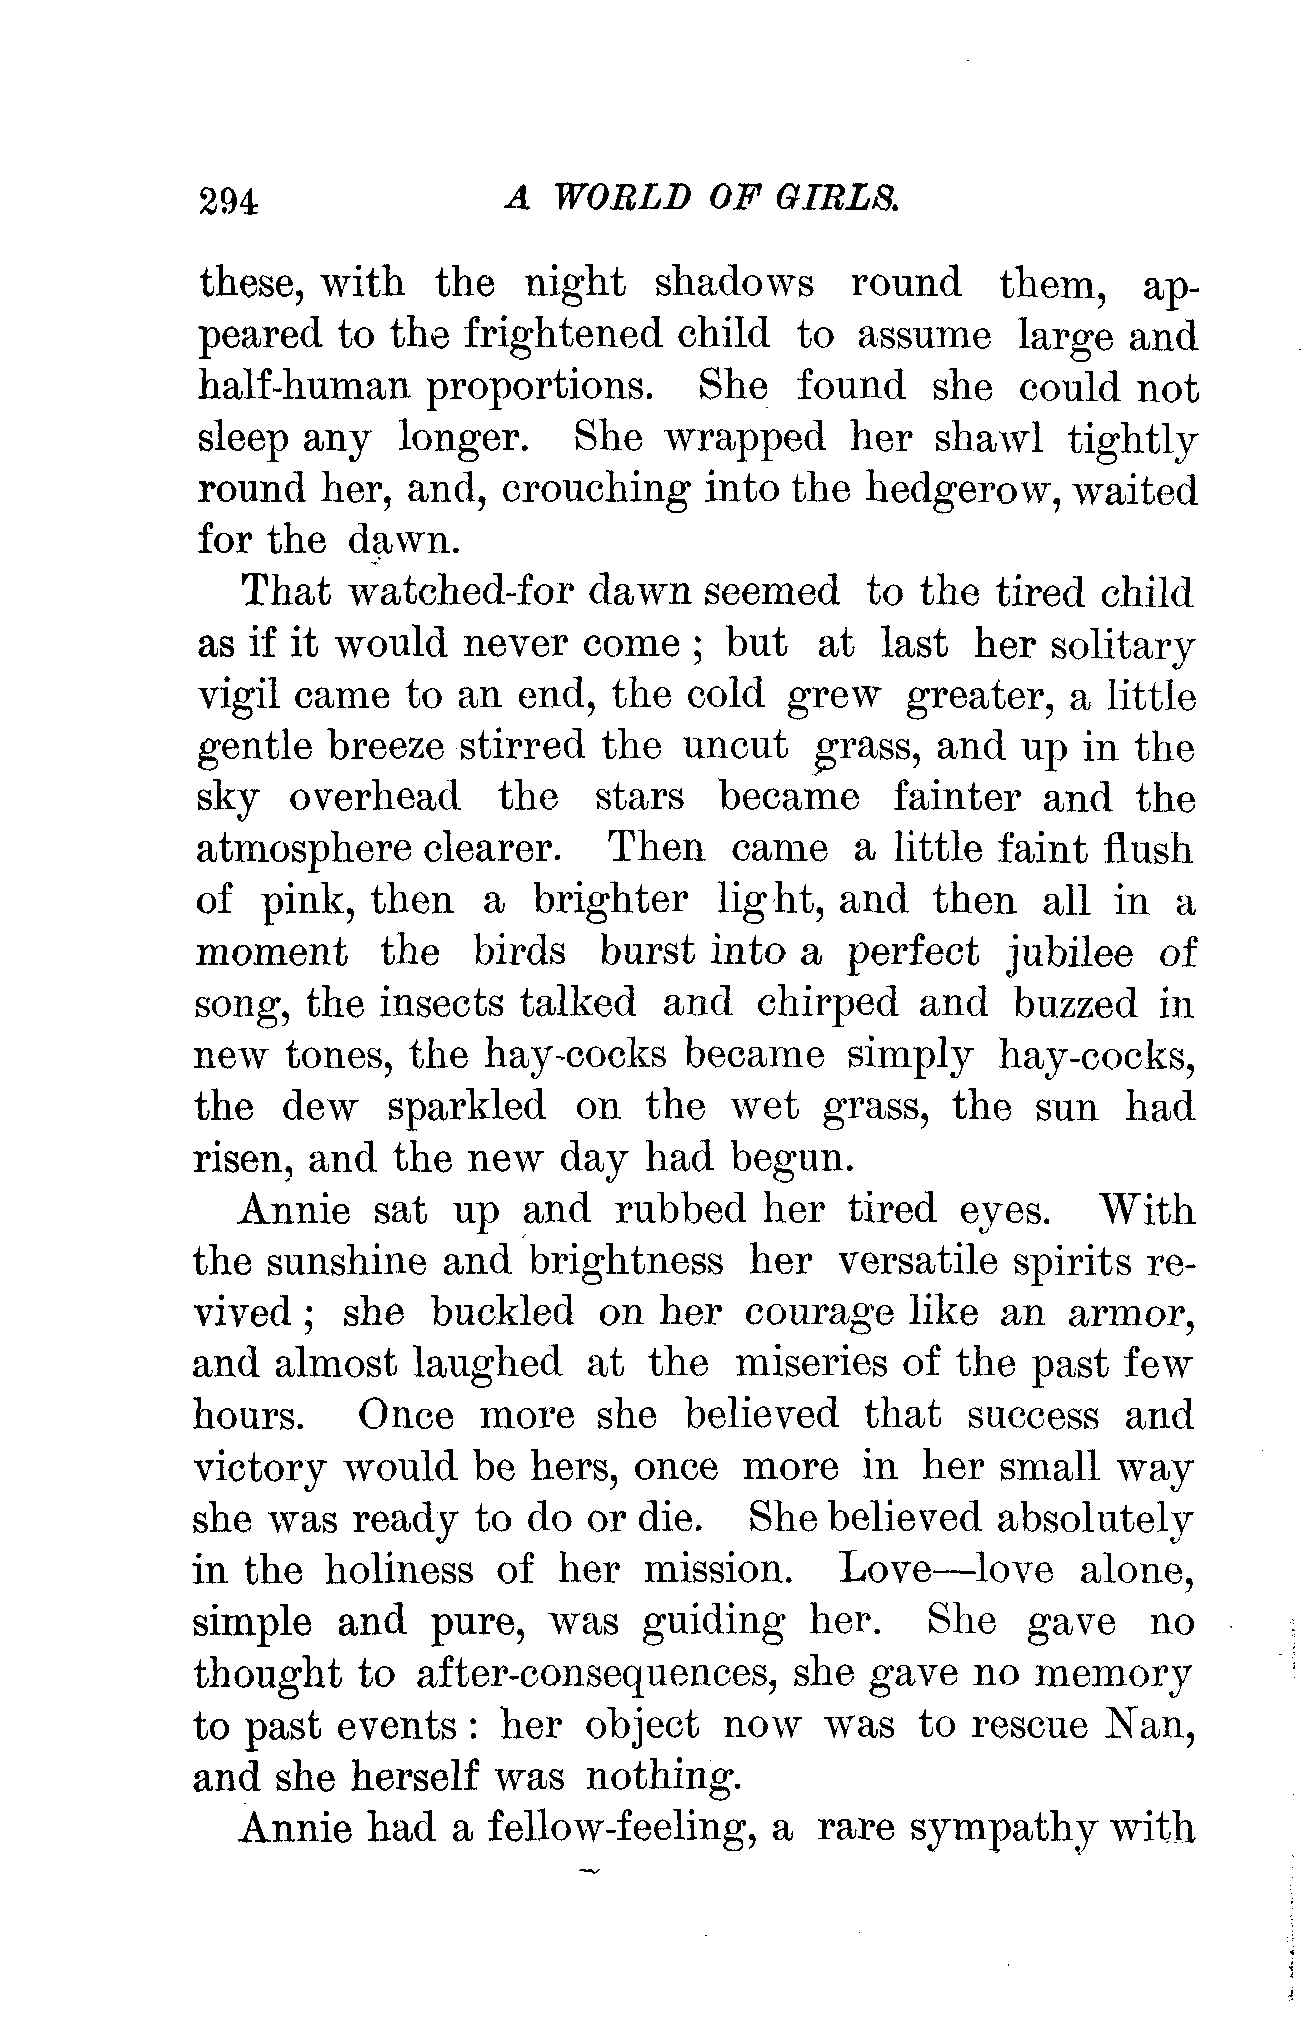 294 A WORLD OF GIRLS.
these, with the night shadows round them, ap-
peared to the frightened child to assume large and
half-human proportions. She found she could not
sleep any longer. She wrapped her shawl tightly
round her, and, crouching into the hedgerow, waited
for the dawn.
That watched-for dawn seemed to the tired child
as if it would never come ; but at last her solitary
vigil came to an end, the cold grew greater, a little
gentle breeze stirred the uncut grass, and up in the
sky overhead the stars became fainter and the
atmosphere clearer. Then came a little faint flush
of pink, then a brighter light, and then all in a
moment the birds burst into a perfect jubilee of
song, the insects talked and chirped and buzzed in
new tones, the hay-cocks became simply hay-cocks,
the dew sparkled on the wet grass, the sun had
risen, and the new day had begun.
Annie sat up and rubbed her tired eyes. With
the sunshine and brightness her versatile spirits re-
vived ; she buckled on her courage like an armor,
and almost laughed at the miseries of the past few
hours. Once more she believed that success and
victory would be hers, once more in her small way
she was ready to do or die. She believed absolutely
in the holiness of her mission. Love—love alone,
simple and pure, was guiding her. She gave no
thought to after-consequences, she gave no memory
to past events : her object now was to rescue Nan,
and she herself was nothing.
Annie had a fellow-feeling, a rare sympathy with